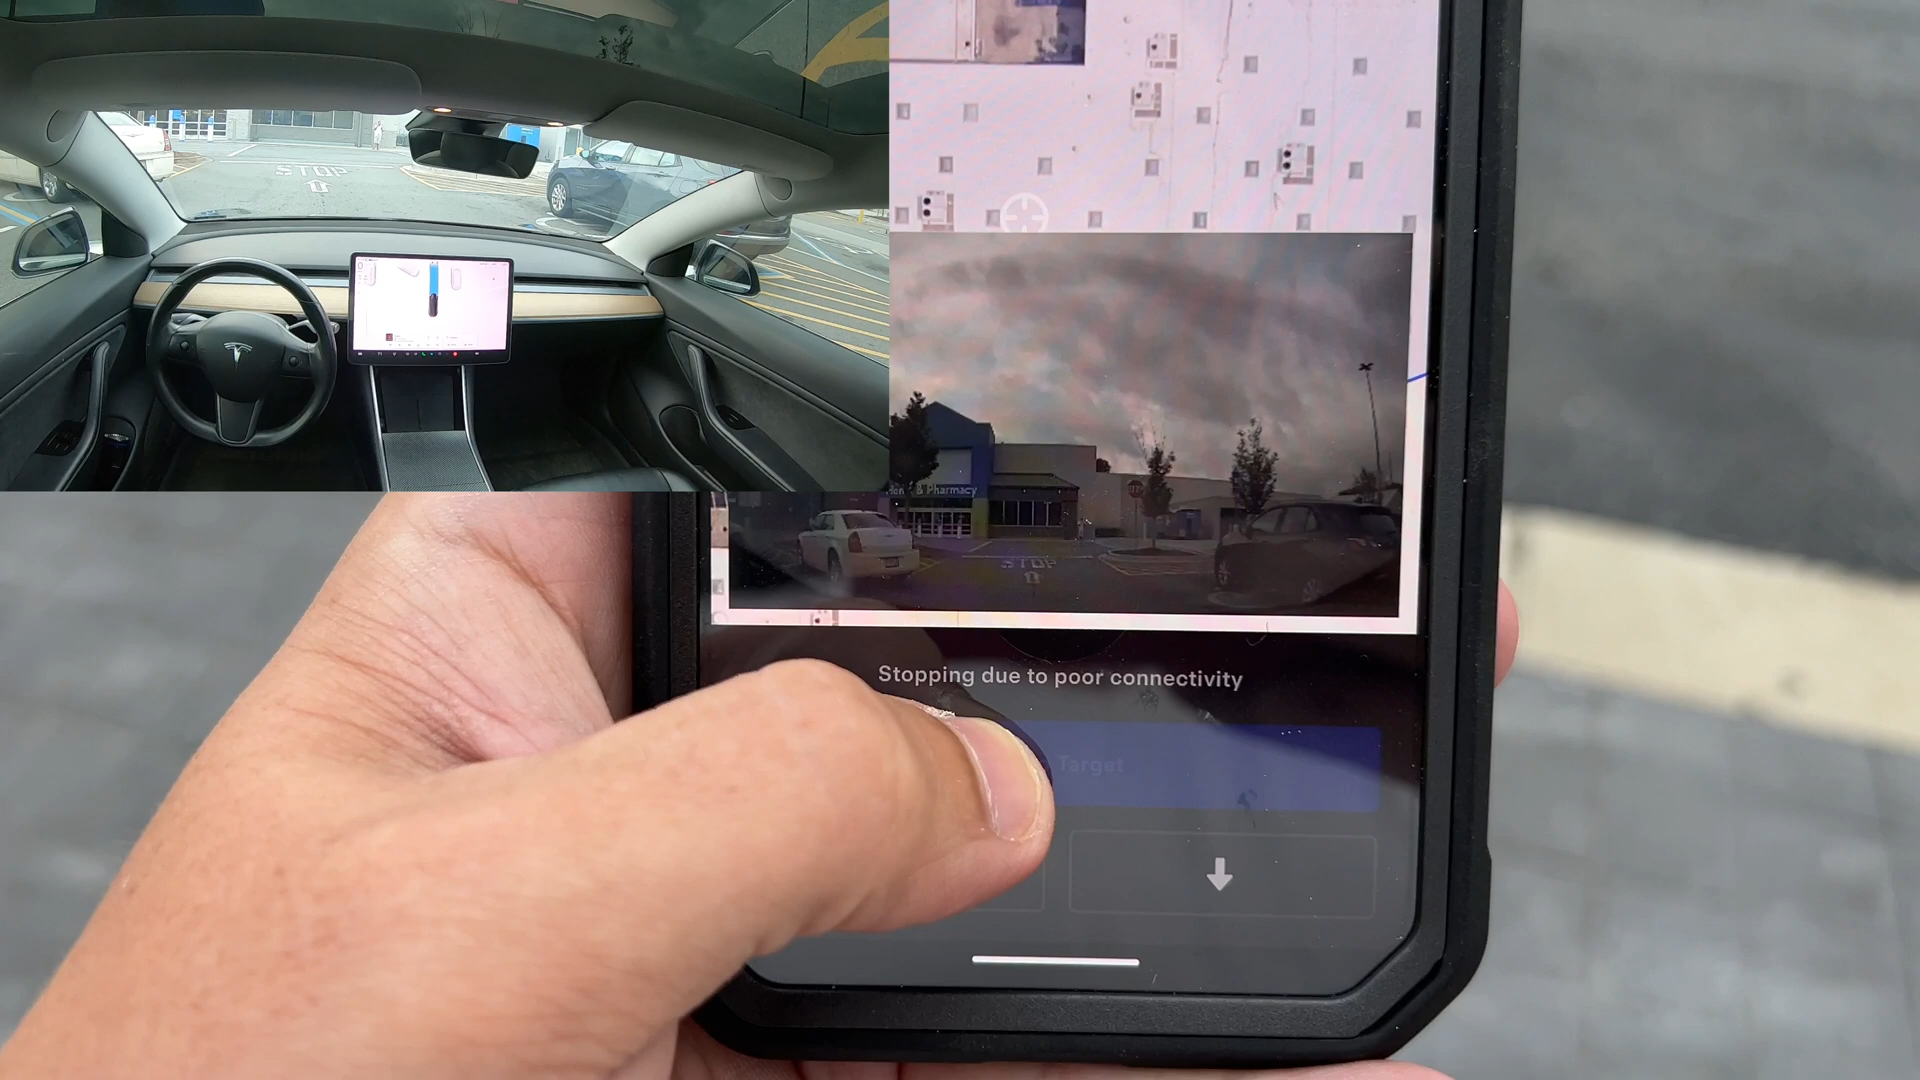 STOP
& Pharmacy
STOP
Stopping due to poor connectivity
Target